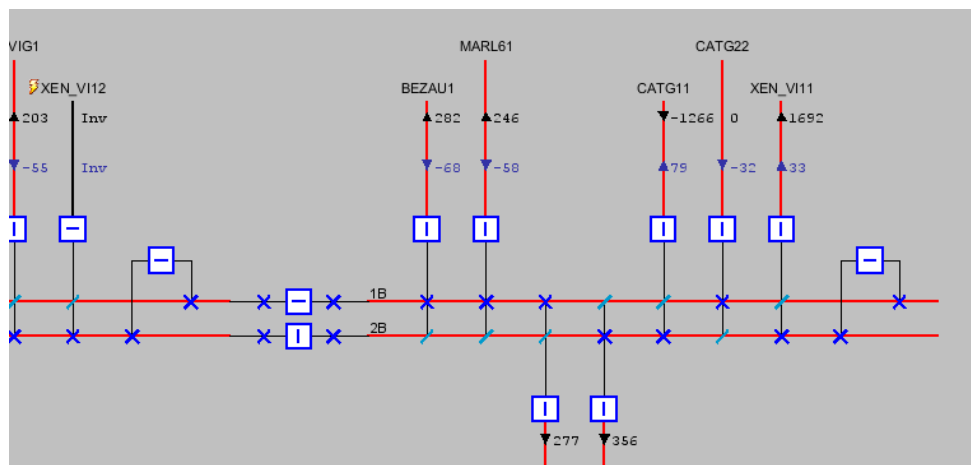 VIG1 MARL61 CATG22
XEN_VI12 BEZAU1 CATG11 XEN_VI11
203 Inv 282 246 -1266 0 1692
-55 Inv -68 -58 79 -32 33
1B
2B
277 356